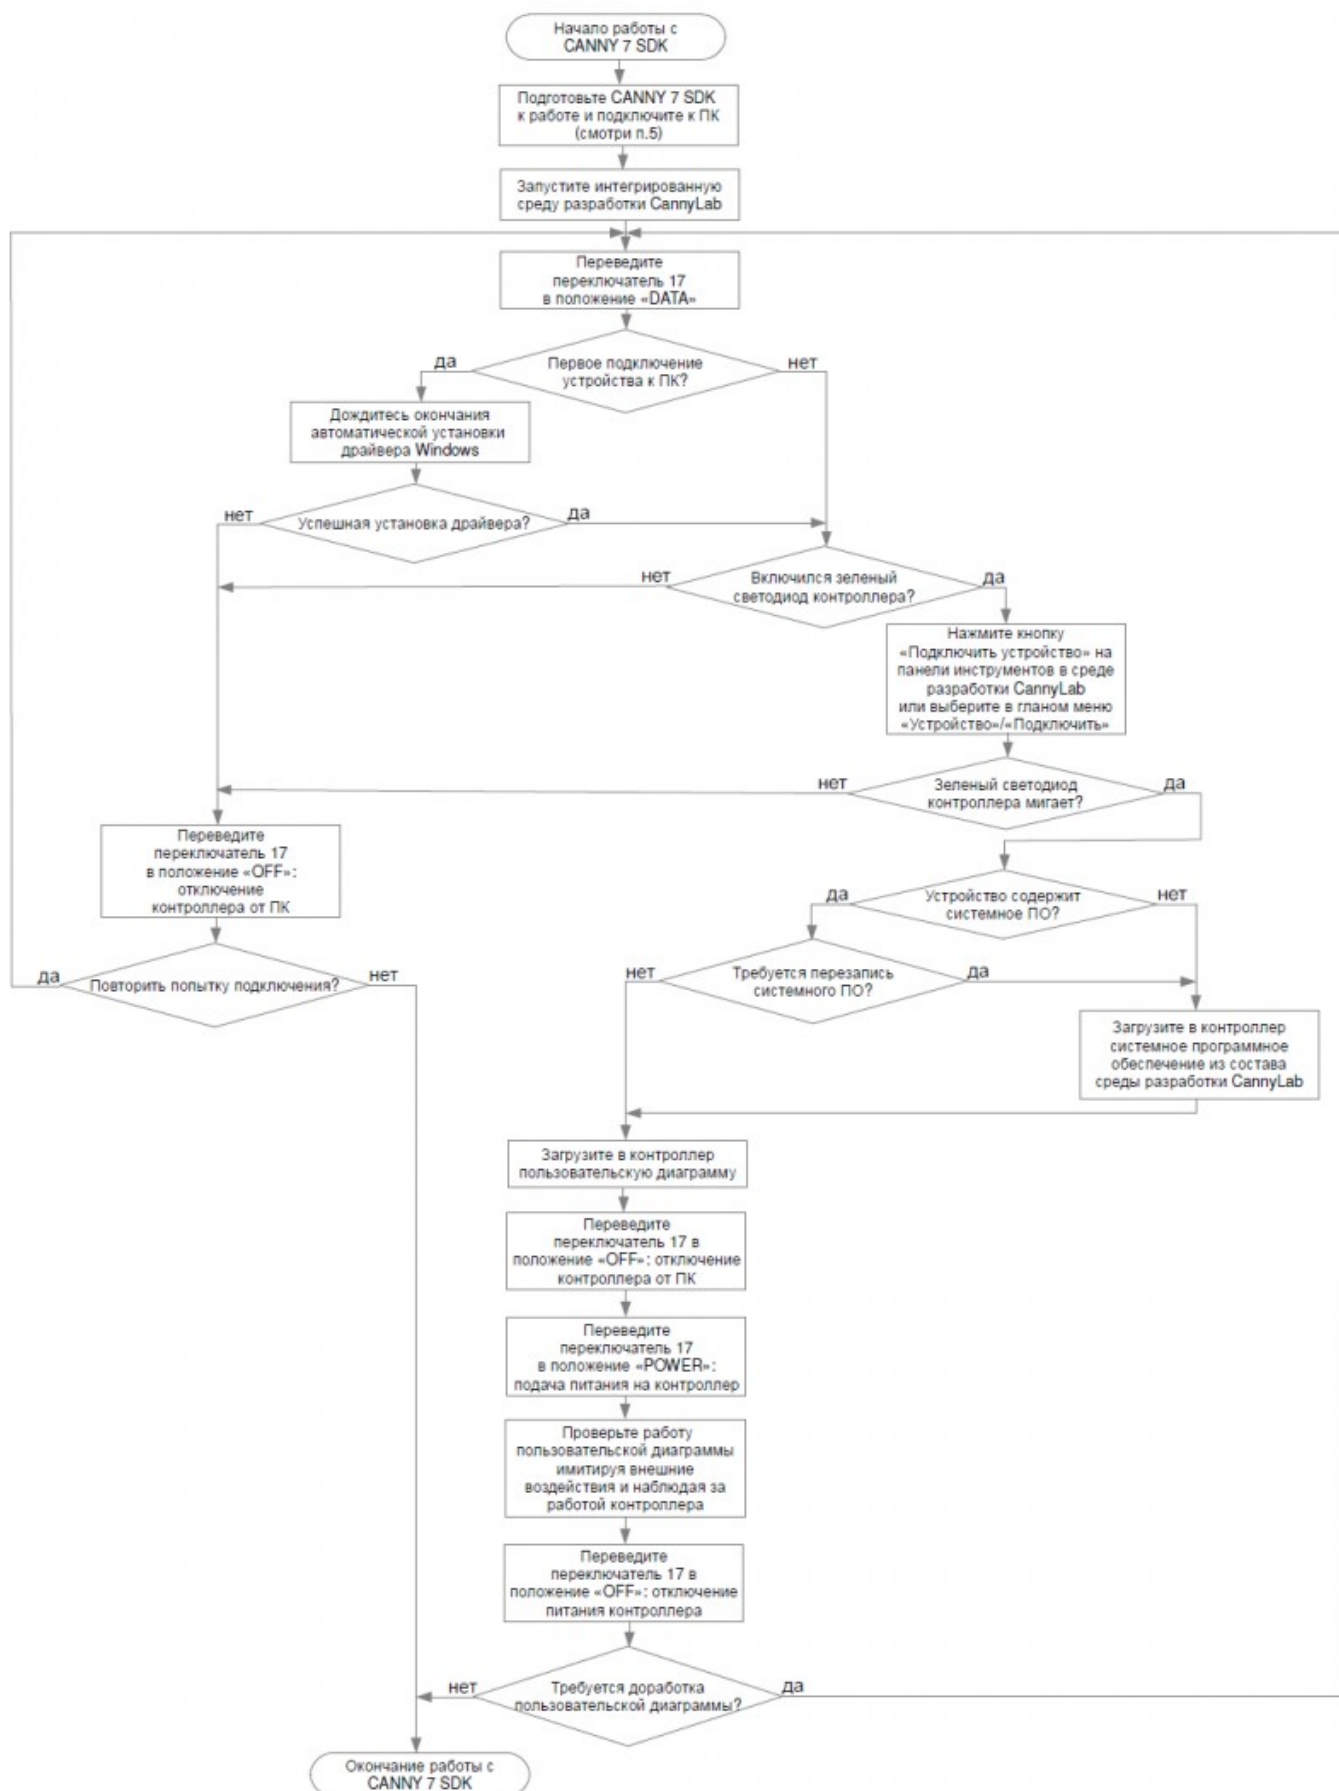 Начало работы с
CANNY 7 SDK
Подготовьте CANNY 7 SDK
к работе и подключите к ПК
(смотри п.5)
Запустите интегрированную
среду разработки CannyLab
Переведите
переключатель 17
в положение «DATA»
да
Первое подключение
устройства к ПК?
нет
Дождитесь окончания
автоматической установки
драйвера Windows
нет
Успешная установка драйвера?
да
нет
Включился зеленый
светодиод контроллера?
да
Нажмите кнопку
«Подключить устройство» на
панели инструментов в среде
разработки CannyLab
или выберите в гланом меню
«Устройство»/«Подключить»
нет
Зеленый светодиод
контроллера мигает?
да
Переведите
переключатель 17
в положение «OFF»:
отключение
контроллера от ПК
да
Устройство содержит
системное ПО?
нет
да
Повторить попытку подключения?
нет
нет
Требуется перезапись
системного ПО?
да
Загрузите в контроллер
системное программное
обеспечение из состава
среды разработки CannyLab
Загрузите в контроллер
пользовательскую диаграмму
Переведите
переключатель 17 в
положение «OFF»: отключение
контроллера от ПК
Переведите
переключатель 17
в положение «POWER»:
подача питания на контроллер
Проверьте работу
пользовательской диаграммы
имитируя внешние
воздействия и наблюдая за
работой контроллера
Переведите
переключатель 17 в
положение «OFF»: отключение
питания контроллера
нет
Требуется доработка
пользовательской диаграммы?
да
Окончание работы с
CANNY 7 SDK